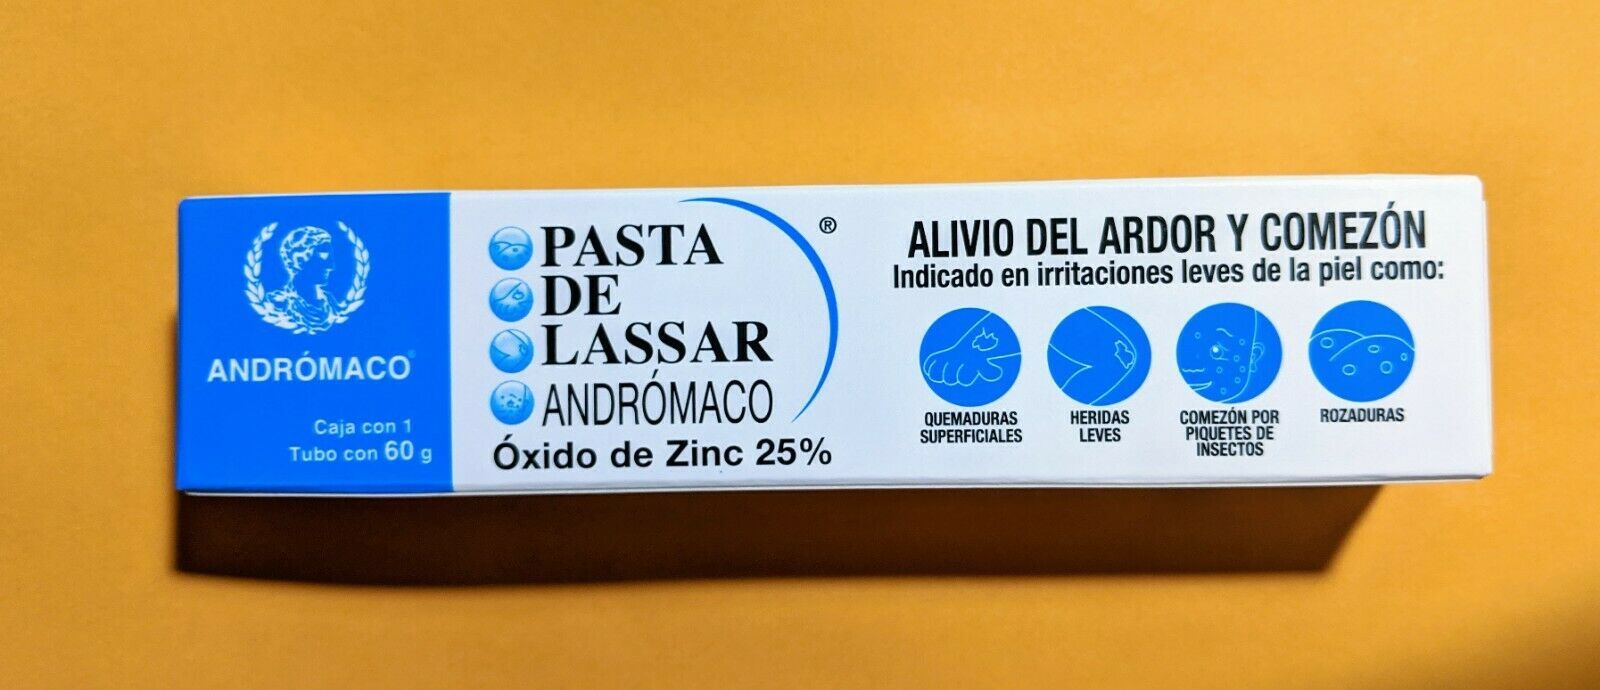 ANDRÓMACO
Caja con 1
Tubo con 60 g
PASTA
DE
LASSAR
ANDRÓMACO
®
Óxido de Zinc 25%
ALIVIO DEL ARDOR Y COMEZÓN
Indicado en irritaciones leves de la piel como:
QUEMADURAS
SUPERFICIALES
HERIDAS
LEVES
COMEZÓN POR
PIQUETES DE
INSECTOS
ROZADURAS